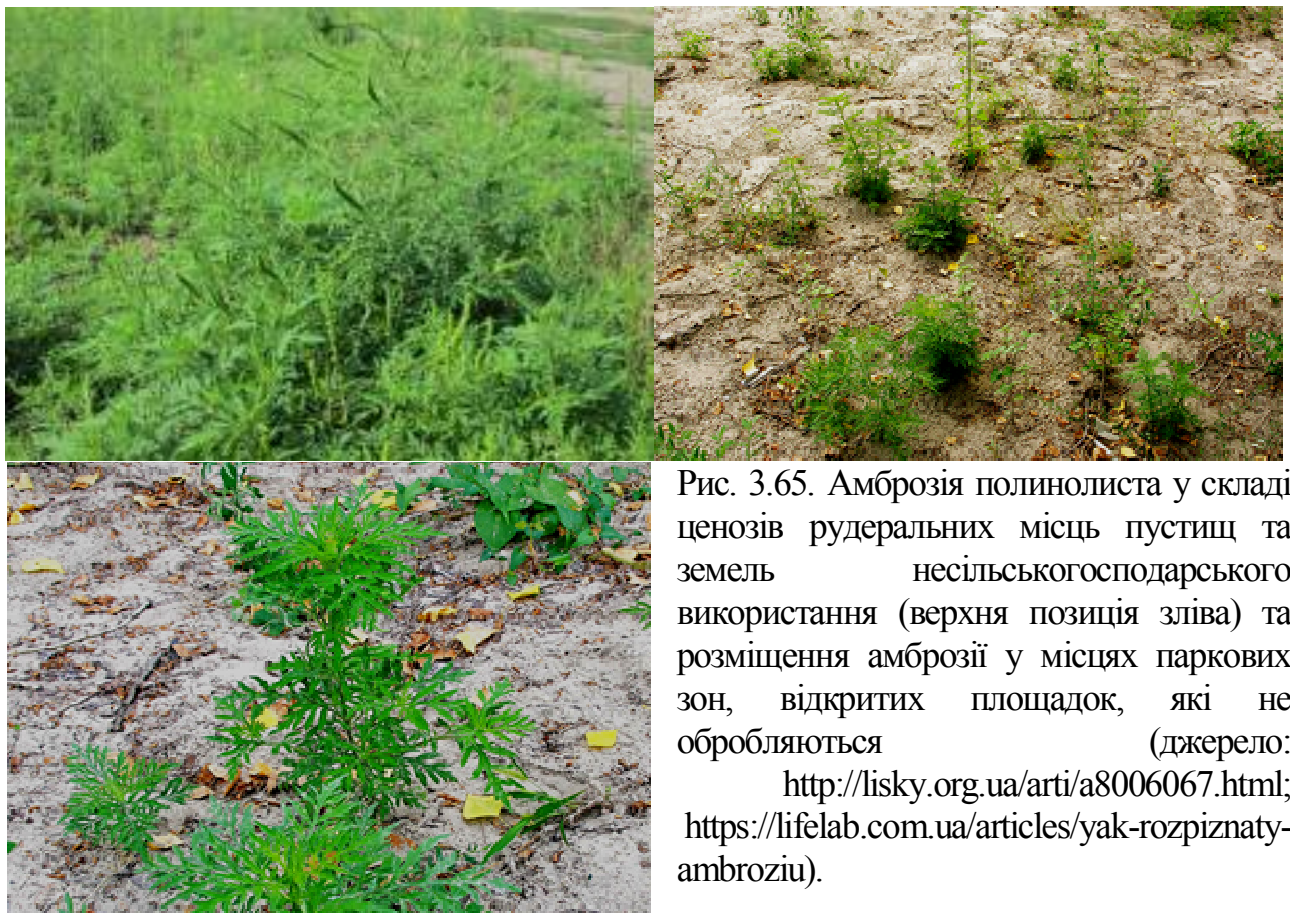 Рис. 3.65. Амброзія полинолиста у складі
ценозів рудеральних місць пустищ та
земель несільськогосподарського
використання (верхня позиція зліва) та
розміщення амброзії у місцях паркових
зон, відкритих площадок, які не
обробляються (джерело:
http://lisky.org.ua/arti/a8006067.html;
https://lifelab.com.ua/articles/yak-rozpiznaty-
ambroziu).